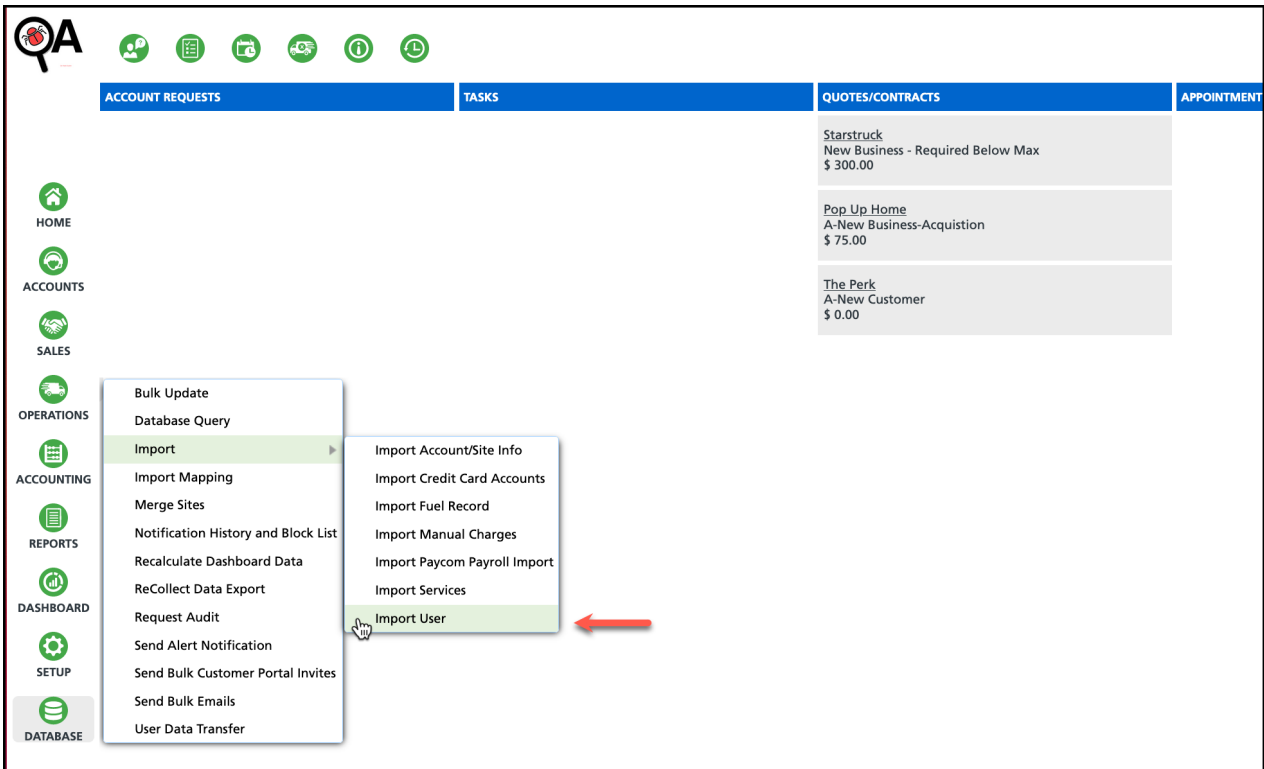 QA
ACCOUNT REQUESTS
TASKS
QUOTES/CONTRACTS
APPOINTMENT
Starstruck
New Business - Required Below Max
$ 300.00
Pop Up Home
A-New Business-Acquistion
$ 75.00
The Perk
A-New Customer
$ 0.00
HOME
ACCOUNTS
SALES
OPERATIONS
ACCOUNTING
REPORTS
DASHBOARD
SETUP
DATABASE
Bulk Update
Database Query
Import
Import Mapping
Merge Sites
Notification History and Block List
Recalculate Dashboard Data
ReCollect Data Export
Request Audit
Send Alert Notification
Send Bulk Customer Portal Invites
Send Bulk Emails
User Data Transfer
Import Account/Site Info
Import Credit Card Accounts
Import Fuel Record
Import Manual Charges
Import Paycom Payroll Import
Import Services
Import User